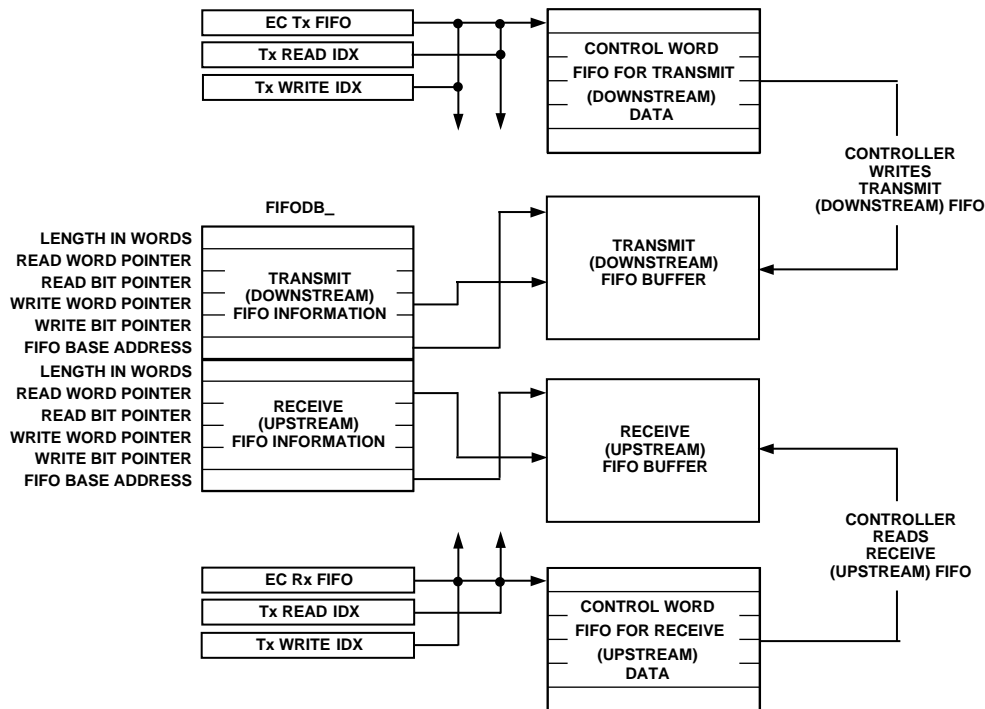 EC Tx FIFO
Tx READ IDX
Tx WRITE IDX
CONTROL WORD
FIFO FOR TRANSMIT
(DOWNSTREAM)
DATA
CONTROLLER
WRITES
TRANSMIT
(DOWNSTREAM) FIFO
FIFODB_
LENGTH IN WORDS
READ WORD POINTER
READ BIT POINTER
WRITE WORD POINTER
WRITE BIT POINTER
FIFO BASE ADDRESS
TRANSMIT
(DOWNSTREAM)
FIFO INFORMATION
TRANSMIT
(DOWNSTREAM)
FIFO BUFFER
LENGTH IN WORDS
READ WORD POINTER
READ BIT POINTER
WRITE WORD POINTER
WRITE BIT POINTER
FIFO BASE ADDRESS
RECEIVE
(UPSTREAM)
FIFO INFORMATION
RECEIVE
(UPSTREAM)
FIFO BUFFER
CONTROLLER
READS
RECEIVE
(UPSTREAM) FIFO
EC Rx FIFO
Tx READ IDX
Tx WRITE IDX
CONTROL WORD
FIFO FOR RECEIVE
(UPSTREAM)
DATA